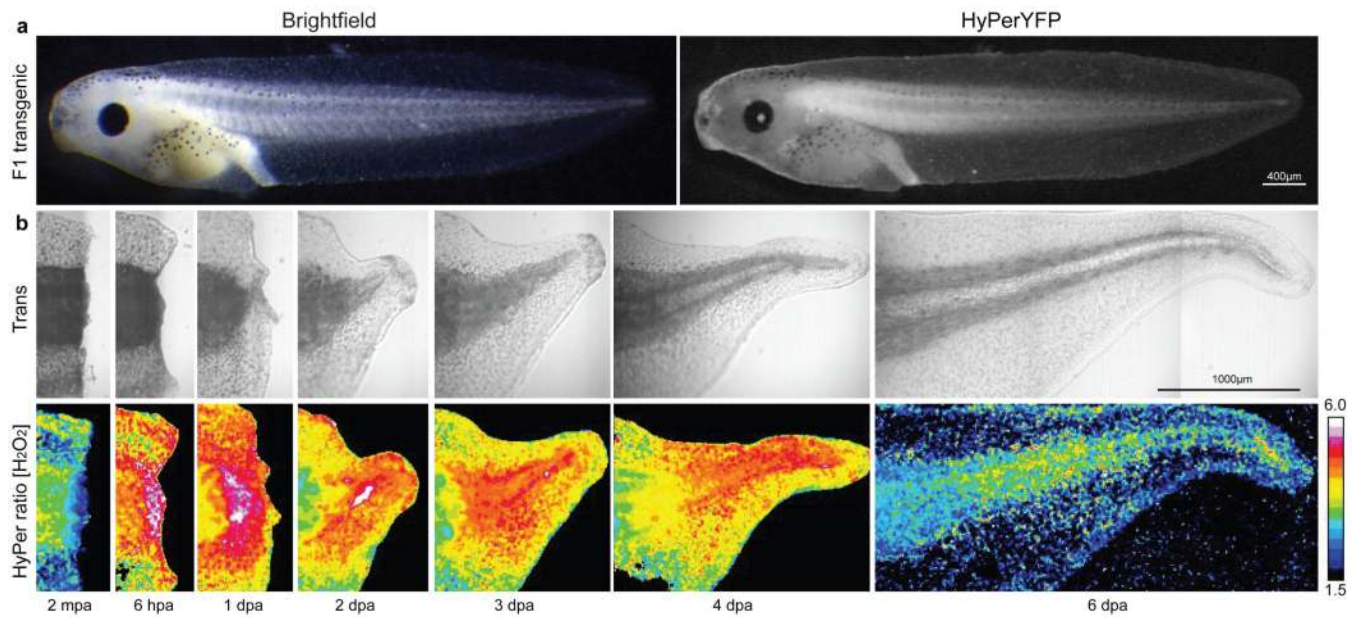 Brightfield
HyPerYFP
a
F1 transgenic
400µm
b
Trans
1000µm
HyPer ratio [H₂O₂]
6.0
1.5
2 mpa
6 hpa
1 dpa
2 dpa
3 dpa
4 dpa
6 dpa